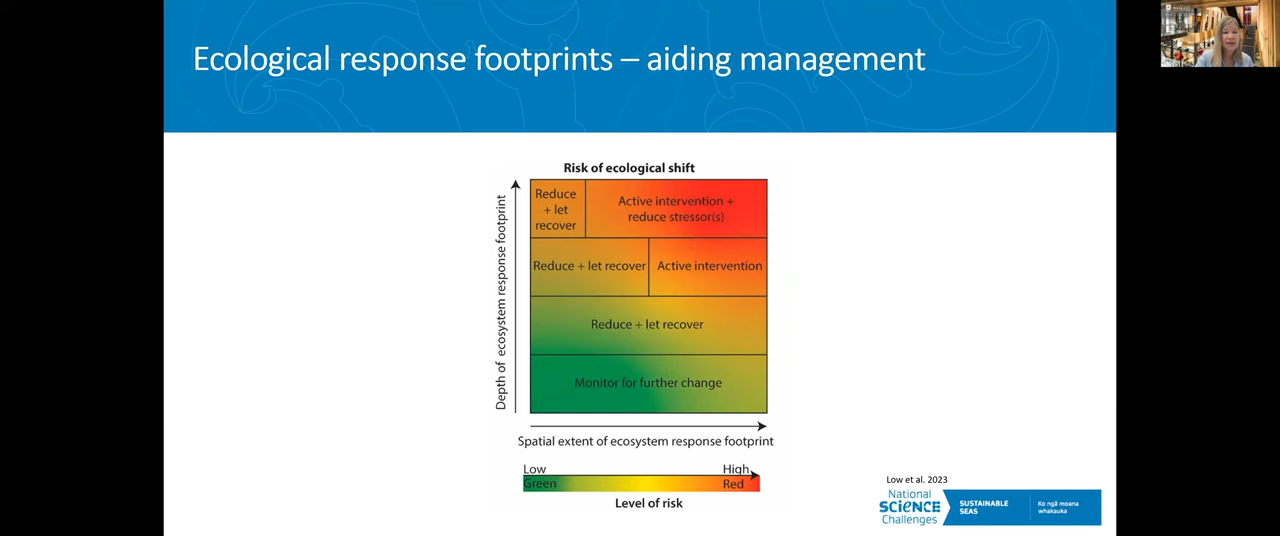 Ecological response footprints – aiding management
Risk of ecological shift
Reduce
+ let
recover
Active intervention +
reduce stressor(s)
Reduce + let recover
Active intervention
Reduce + let recover
Monitor for further change
Depth of ecosystem response footprint
Spatial extent of ecosystem response footprint
Low
High
Green
Red
Level of risk
Low et al. 2023
National
SCIENCE
Challenges
SUSTAINABLE
SEAS
Ko ngā moana
whakauka